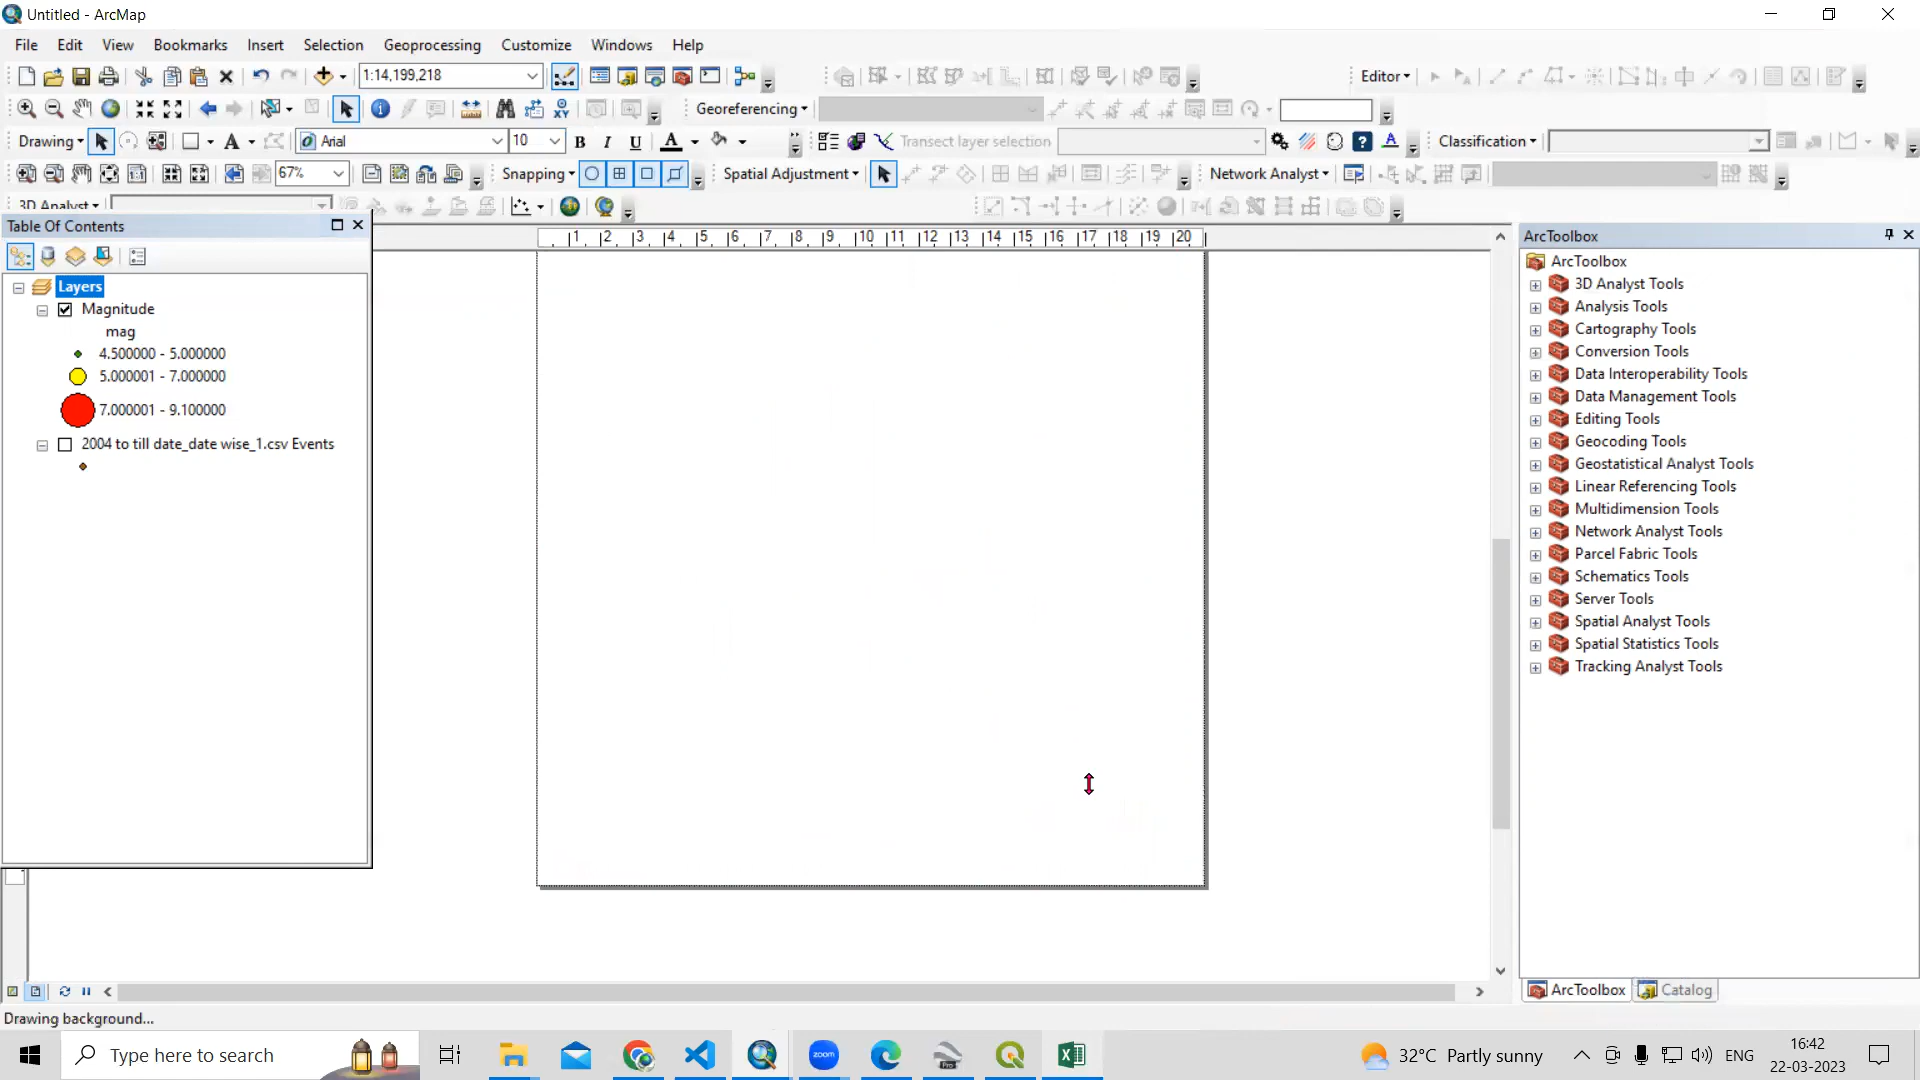 Untitled - ArcMap
File Edit View Bookmarks Insert Selection Geoprocessing Customize Windows Help
1:14,199,218
Editor
Georeferencing
Drawing Arial 10 B I U A Transect layer selection Classification
67% Snapping Spatial Adjustment Network Analyst
3D Analyst
Table Of Contents
Layers
Magnitude
mag
4.500000 - 5.000000
5.000001 - 7.000000
7.000001 - 9.100000
2004 to till date_date wise_1.csv Events
1 2 3 4 5 6 7 8 9 10 11 12 13 14 15 16 17 18 19 20
ArcToolbox
ArcToolbox
3D Analyst Tools
Analysis Tools
Cartography Tools
Conversion Tools
Data Interoperability Tools
Data Management Tools
Editing Tools
Geocoding Tools
Geostatistical Analyst Tools
Linear Referencing Tools
Multidimension Tools
Network Analyst Tools
Parcel Fabric Tools
Schematics Tools
Server Tools
Spatial Analyst Tools
Spatial Statistics Tools
Tracking Analyst Tools
ArcToolbox Catalog
Drawing background...
Type here to search
zoom
Pro
32°C Partly sunny
ENG
16:42
22-03-2023